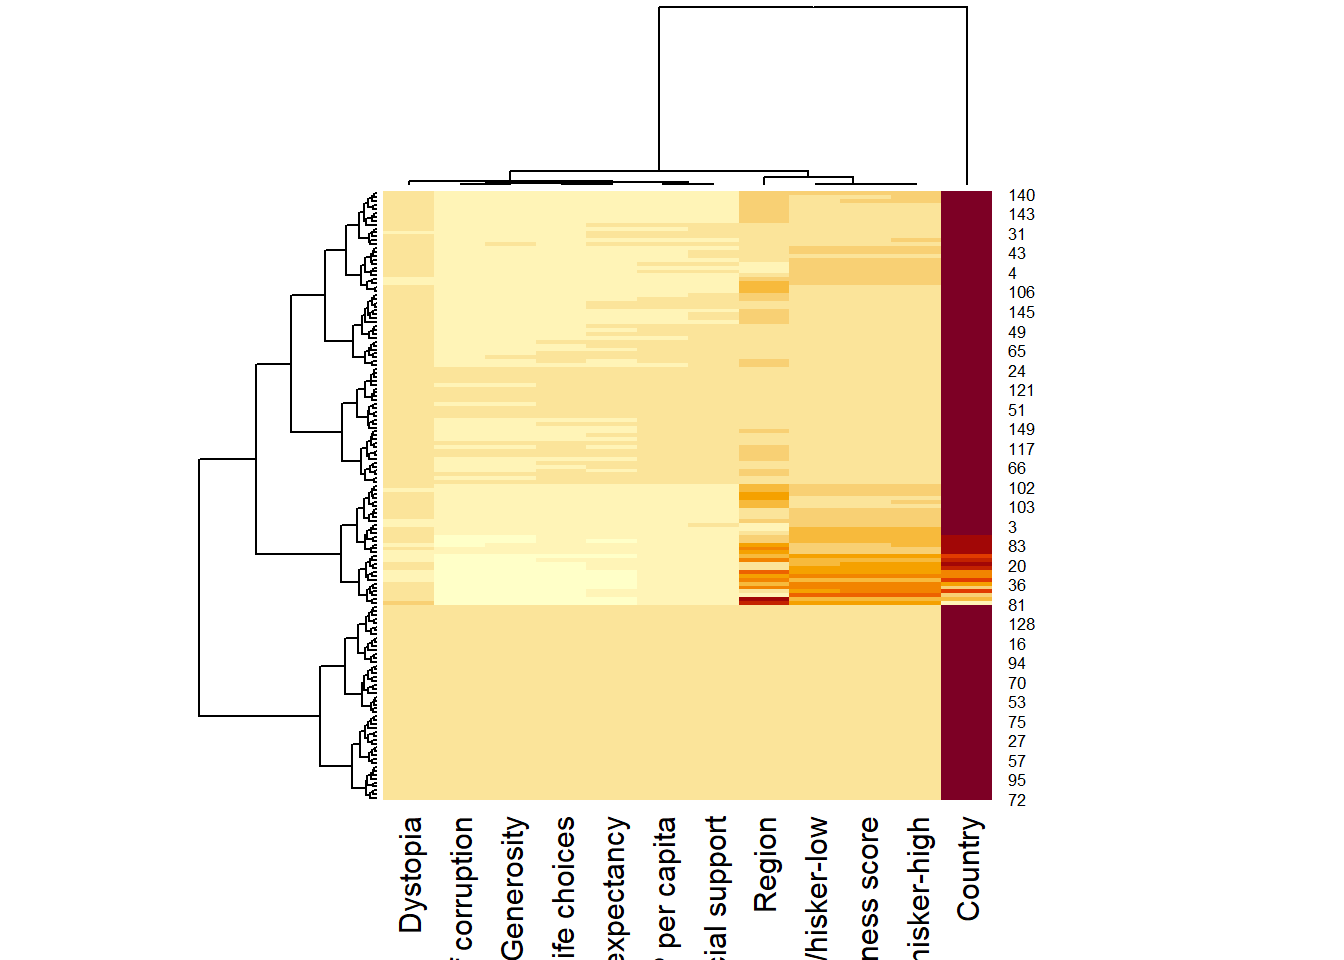 140
143
31
43
4
106
145
49
65
24
121
51
149
117
66
102
103
3
83
20
36
81
128
16
94
70
53
75
27
57
95
72
Dystopia
corruption
Generosity
ife choices
expectancy
per capita
cial support
Region
/hisker-low
ness score
hisker-high
Country